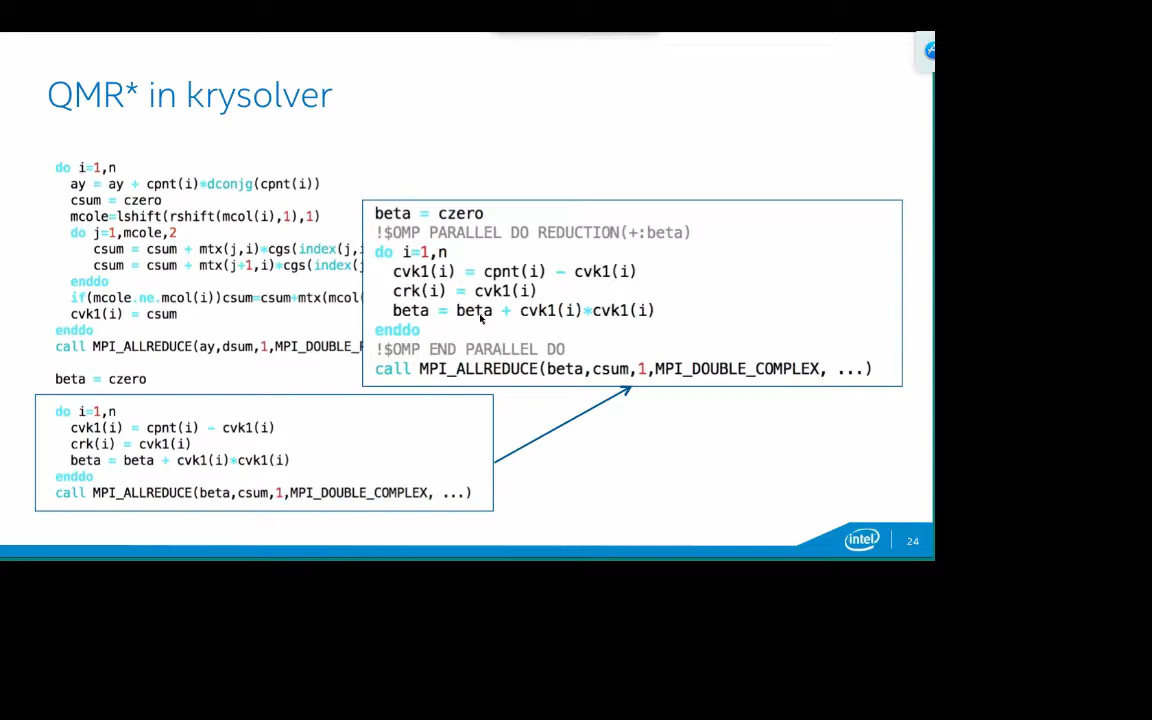 QMR* in krysolver
do i=1,n
ay = ay + cpnt(i)*dconjg(cpnt(i))
csum = czero
mcole=lshift(rshift(mcol(i),1),1)
do j=1,mcole,2
csum = csum + mtx(j,i)*cgs(index(j,
csum = csum + mtx(j+1,i)*cgs(index(j
enddo
if(mcole.ne.mcol(i))csum=csum+mtx(mcol
cvk1(i) = csum
enddo
call MPI_ALLREDUCE(ay,dsum,1,MPI_DOUBLE_P
beta = czero
do i=1,n
cvk1(i) = cpnt(i) - cvk1(i)
crk(i) = cvk1(i)
beta = beta + cvk1(i)*cvk1(i)
enddo
call MPI_ALLREDUCE(beta,csum,1,MPI_DOUBLE_COMPLEX, ...)
beta = czero
!$OMP PARALLEL DO REDUCTION(+:beta)
do i=1,n
cvk1(i) = cpnt(i) - cvk1(i)
crk(i) = cvk1(i)
beta = beta + cvk1(i)*cvk1(i)
enddo
!$OMP END PARALLEL DO
call MPI_ALLREDUCE(beta,csum,1,MPI_DOUBLE_COMPLEX, ...)
intel
24